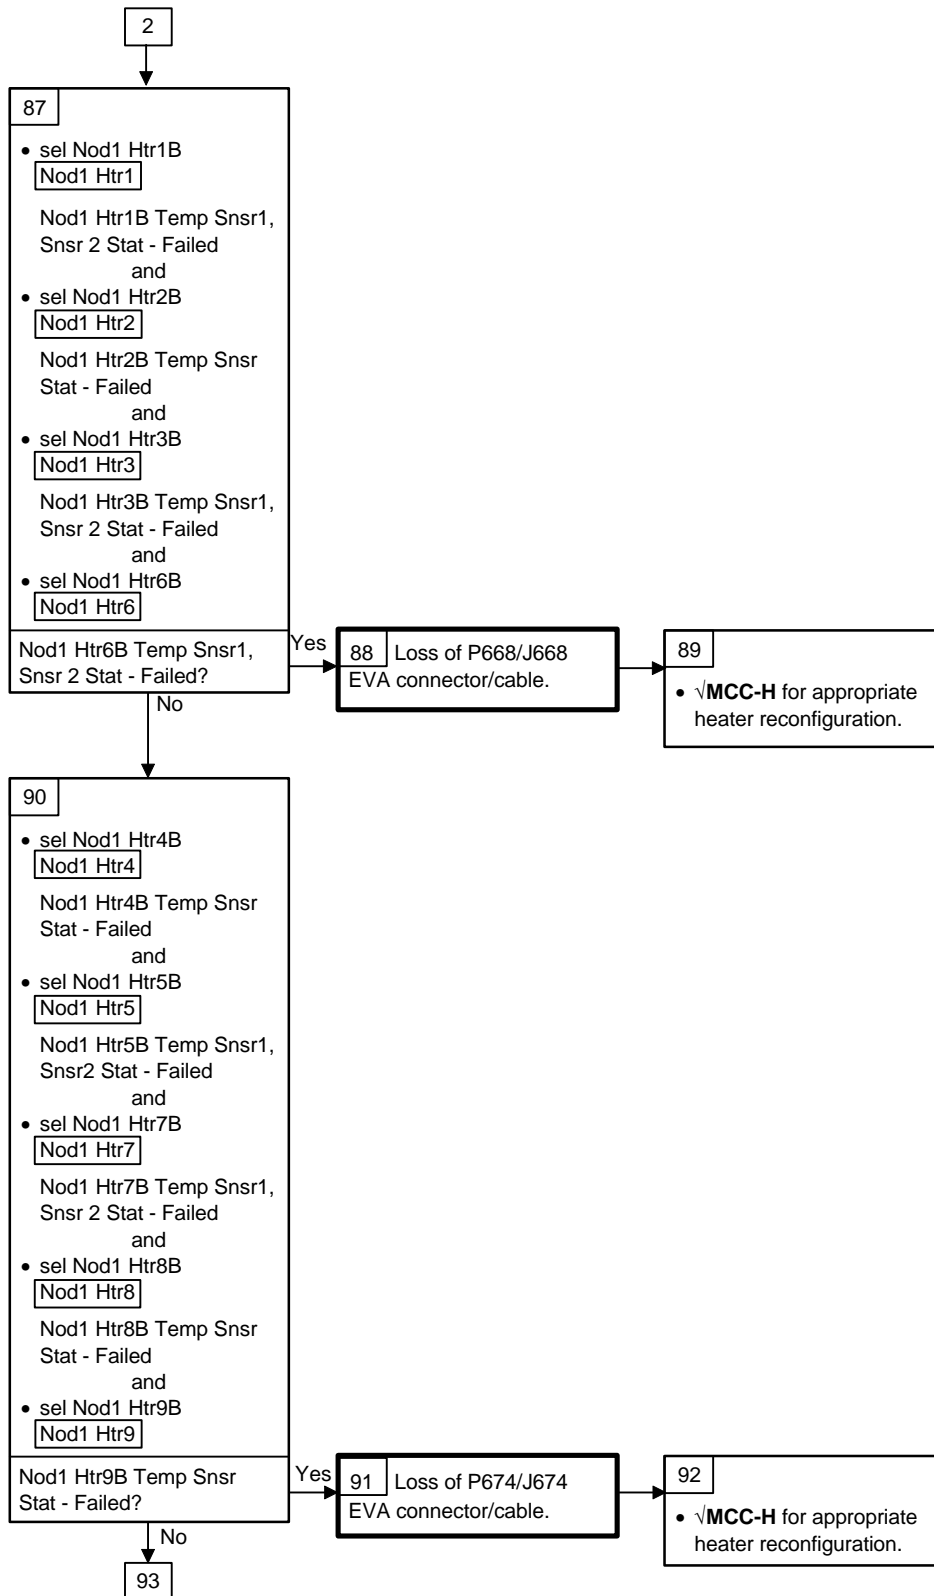 2
87
• sel Nod1 Htr1B
Nod1 Htr1
Nod1 Htr1B Temp Snsr1,
Snsr 2 Stat - Failed
and
• sel Nod1 Htr2B
Nod1 Htr2
Nod1 Htr2B Temp Snsr
Stat - Failed
and
• sel Nod1 Htr3B
Nod1 Htr3
Nod1 Htr3B Temp Snsr1,
Snsr 2 Stat - Failed
and
• sel Nod1 Htr6B
Nod1 Htr6
Nod1 Htr6B Temp Snsr1,
Snsr 2 Stat - Failed?
Yes
88 Loss of P668/J668
EVA connector/cable.
89
• √MCC-H for appropriate
heater reconfiguration.
No
90
• sel Nod1 Htr4B
Nod1 Htr4
Nod1 Htr4B Temp Snsr
Stat - Failed
and
• sel Nod1 Htr5B
Nod1 Htr5
Nod1 Htr5B Temp Snsr1,
Snsr2 Stat - Failed
and
• sel Nod1 Htr7B
Nod1 Htr7
Nod1 Htr7B Temp Snsr1,
Snsr 2 Stat - Failed
and
• sel Nod1 Htr8B
Nod1 Htr8
Nod1 Htr8B Temp Snsr
Stat - Failed
and
• sel Nod1 Htr9B
Nod1 Htr9
Nod1 Htr9B Temp Snsr
Stat - Failed?
Yes
91 Loss of P674/J674
EVA connector/cable.
92
• √MCC-H for appropriate
heater reconfiguration.
No
93